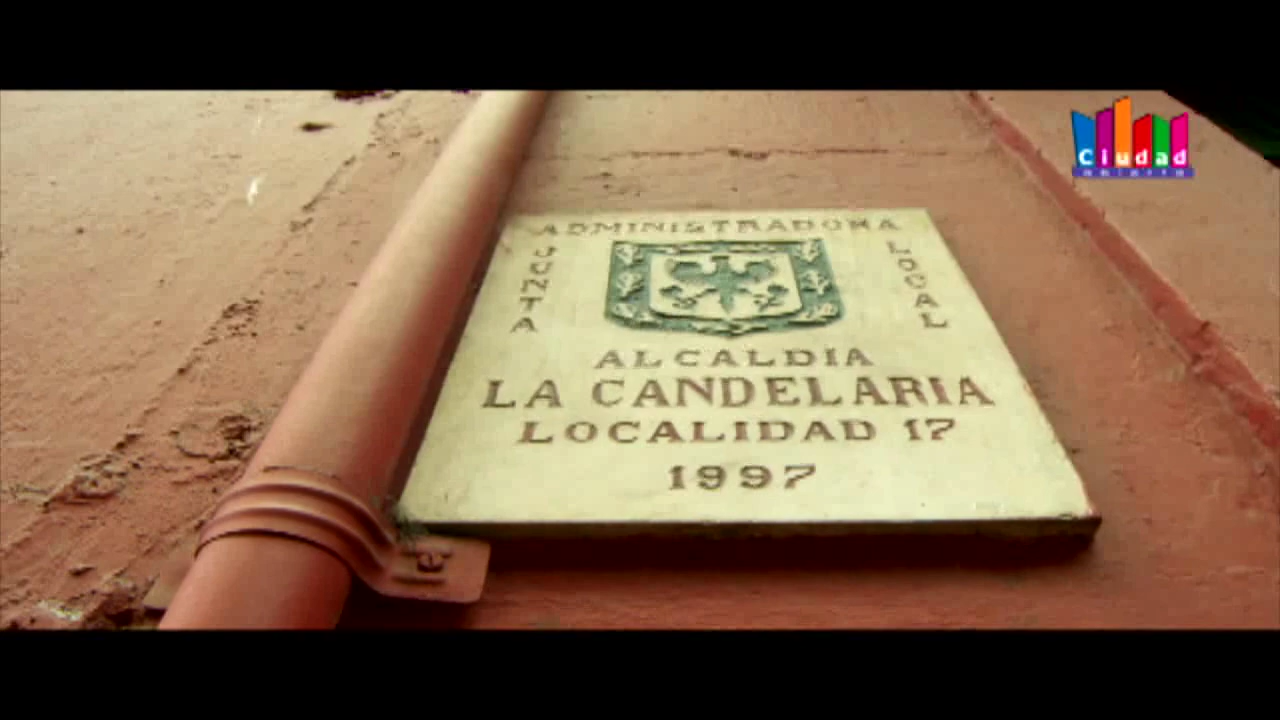 ADMINISTRADORA
JUNTA
LOCAL
ALCALDIA
LA CANDELARIA
LOCALIDAD 17
1997
Ciudad